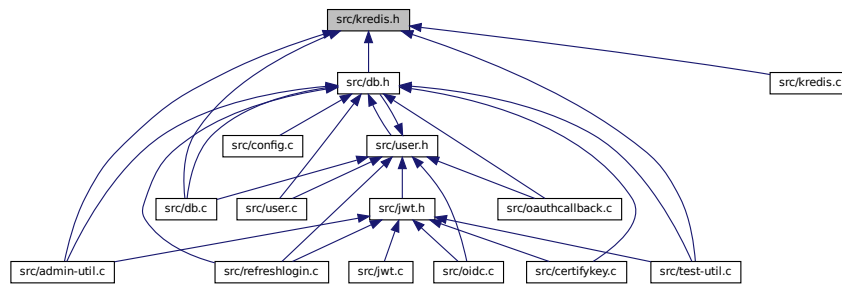 src/kredis.h
src/db.h
src/kredis.c
src/config.c
src/user.h
src/db.c
src/user.c
src/jwt.h
src/oauthcallback.c
src/admin-util.c
src/refreshlogin.c
src/jwt.c
src/oidc.c
src/certifykey.c
src/test-util.c